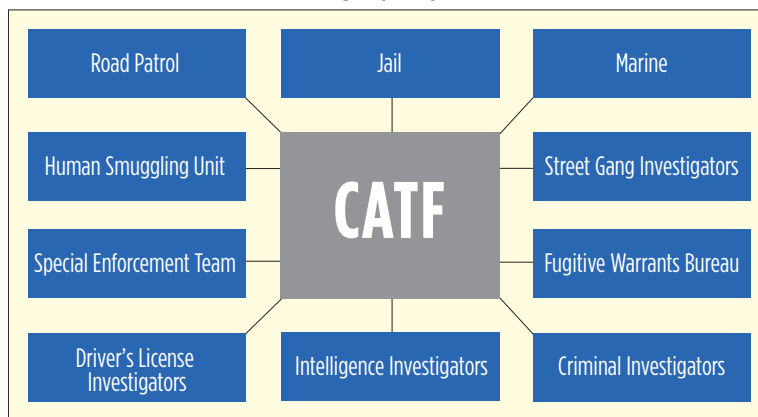 Road Patrol
Jail
Marine
Human Smuggling Unit
CATF
Street Gang Investigators
Special Enforcement Team
Fugitive Warrants Bureau
Driver's License
Investigators
Intelligence Investigators
Criminal Investigators